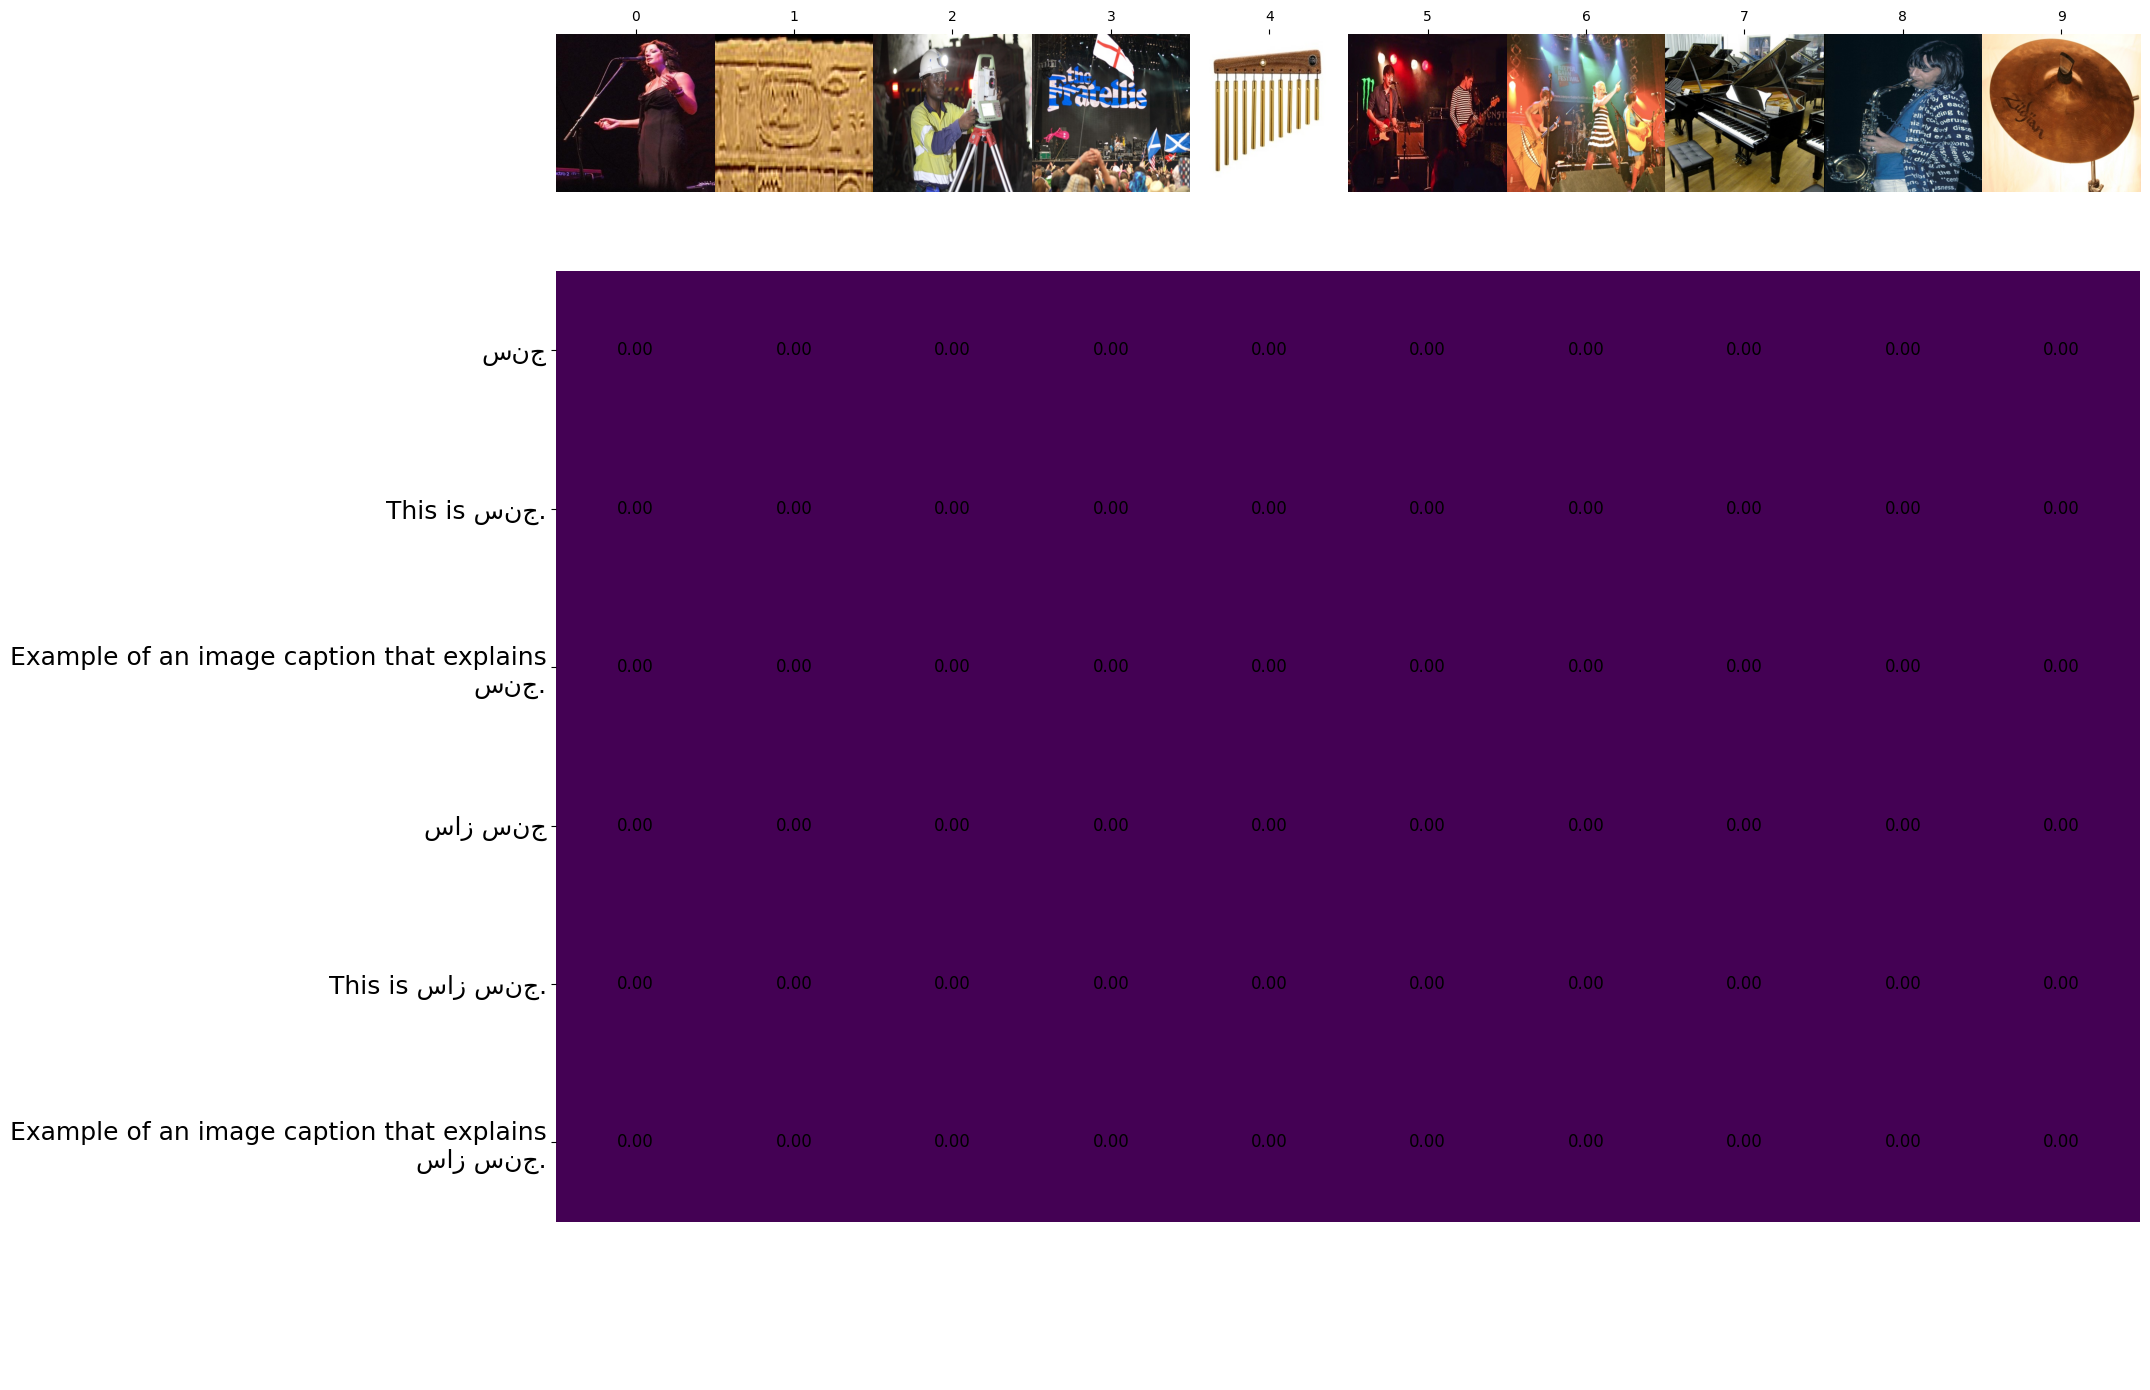 0 1 2 3 4 5 6 7 8 9
the
Fratellis
Zildjian
سنج 0.00 0.00 0.00 0.00 0.00 0.00 0.00 0.00 0.00 0.00
This is سنج. 0.00 0.00 0.00 0.00 0.00 0.00 0.00 0.00 0.00 0.00
Example of an image caption that explains
سنج. 0.00 0.00 0.00 0.00 0.00 0.00 0.00 0.00 0.00 0.00
ساز سنج 0.00 0.00 0.00 0.00 0.00 0.00 0.00 0.00 0.00 0.00
This is ساز سنج. 0.00 0.00 0.00 0.00 0.00 0.00 0.00 0.00 0.00 0.00
Example of an image caption that explains
ساز سنج. 0.00 0.00 0.00 0.00 0.00 0.00 0.00 0.00 0.00 0.00